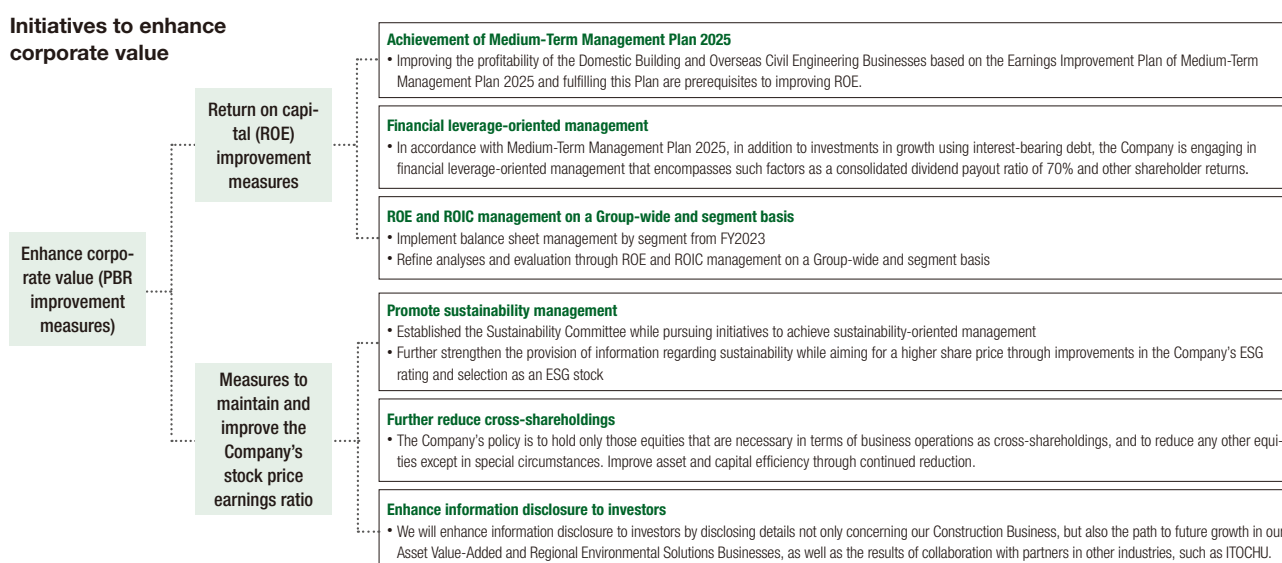 Initiatives to enhance
corporate value
Enhance corpo-
rate value (PBR
improvement
measures)
Return on capi-
tal (ROE)
improvement
measures
Achievement of Medium-Term Management Plan 2025
• Improving the profitability of the Domestic Building and Overseas Civil Engineering Businesses based on the Earnings Improvement Plan of Medium-Term
Management Plan 2025 and fulfilling this Plan are prerequisites to improving ROE.
Financial leverage-oriented management
• In accordance with Medium-Term Management Plan 2025, in addition to investments in growth using interest-bearing debt, the Company is engaging in
financial leverage-oriented management that encompasses such factors as a consolidated dividend payout ratio of 70% and other shareholder returns.
ROE and ROIC management on a Group-wide and segment basis
• Implement balance sheet management by segment from FY2023
• Refine analyses and evaluation through ROE and ROIC management on a Group-wide and segment basis
Measures to
maintain and
improve the
Company's
stock price
earnings ratio
Promote sustainability management
• Established the Sustainability Committee while pursuing initiatives to achieve sustainability-oriented management
• Further strengthen the provision of information regarding sustainability while aiming for a higher share price through improvements in the Company's ESG
rating and selection as an ESG stock
Further reduce cross-shareholdings
• The Company's policy is to hold only those equities that are necessary in terms of business operations as cross-shareholdings, and to reduce any other equi-
ties except in special circumstances. Improve asset and capital efficiency through continued reduction.
Enhance information disclosure to investors
• We will enhance information disclosure to investors by disclosing details not only concerning our Construction Business, but also the path to future growth in our
Asset Value-Added and Regional Environmental Solutions Businesses, as well as the results of collaboration with partners in other industries, such as ITOCHU.